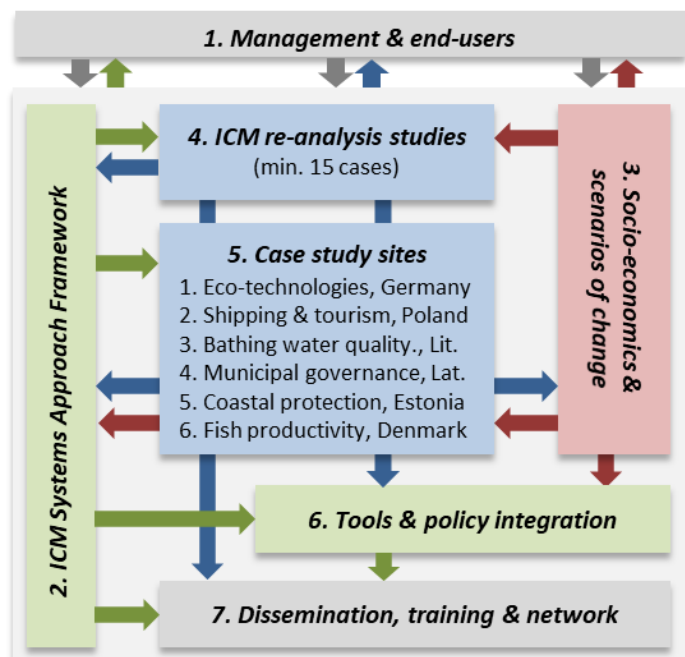 1. Management & end-users
2. ICM Systems Approach Framework
4. ICM re-analysis studies
(min. 15 cases)
3. Socio-economics &
scenarios of change
5. Case study sites
1. Eco-technologies, Germany
2. Shipping & tourism, Poland
3. Bathing water quality., Lit.
4. Municipal governance, Lat.
5. Coastal protection, Estonia
6. Fish productivity, Denmark
6. Tools & policy integration
7. Dissemination, training & network